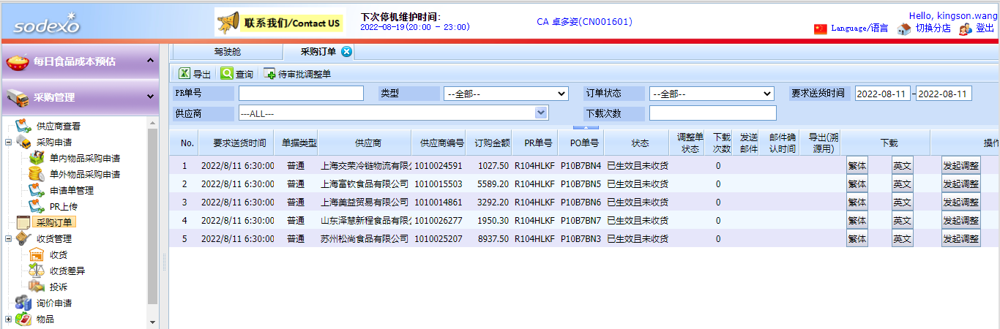 sodexo
联系我们/Contact US
下次停机维护时间:
2022-08-19(20:00 - 23:00)
CA 卓多姿(CN001601)
Hello, kingson.wang
Language/语言 切换分店 登出
每日食品成本预估
采购管理
供应商查看
采购申请
单内物品采购申请
单外物品采购申请
申请单管理
PR上传
采购订单
收货管理
收货
收货差异
投诉
询价申请
物品
驾驶舱 采购订单
导出 查询 待审批调整单
PR单号 类型 --全部-- 订单状态 --全部-- 要求送货时间 2022-08-11 - 2022-08-11
供应商 ---ALL--- 下载次数
No. 要求送货时间 单据类型 供应商 供应商编号 订购金额 PR单号 PO单号 状态 调整单状态 下载次数 发送邮件 邮件确认时间 导出(溯源用) 下载 操作
1 2022/8/11 6:30:00 普通 上海交荣冷链物流有限 1010024591 1027.50 R104HLKF P10B7BN4 已生效且未收货 0 繁体 英文 发起调整
2 2022/8/11 6:30:00 普通 上海富钦食品有限公司 1010015503 5589.20 R104HLKF P10B7BN5 已生效且未收货 0 繁体 英文 发起调整
3 2022/8/11 6:30:00 普通 上海美益贸易有限公司 1010014861 3292.20 R104HLKF P10B7BN6 已生效且未收货 0 繁体 英文 发起调整
4 2022/8/11 6:30:00 普通 山东泽慧新程食品有限 1010026277 1950.30 R104HLKF P10B7BN7 已生效且未收货 0 繁体 英文 发起调整
5 2022/8/11 6:30:00 普通 苏州松尚食品有限公司 1010025207 8937.50 R104HLKF P10B7BN3 已生效且未收货 0 繁体 英文 发起调整